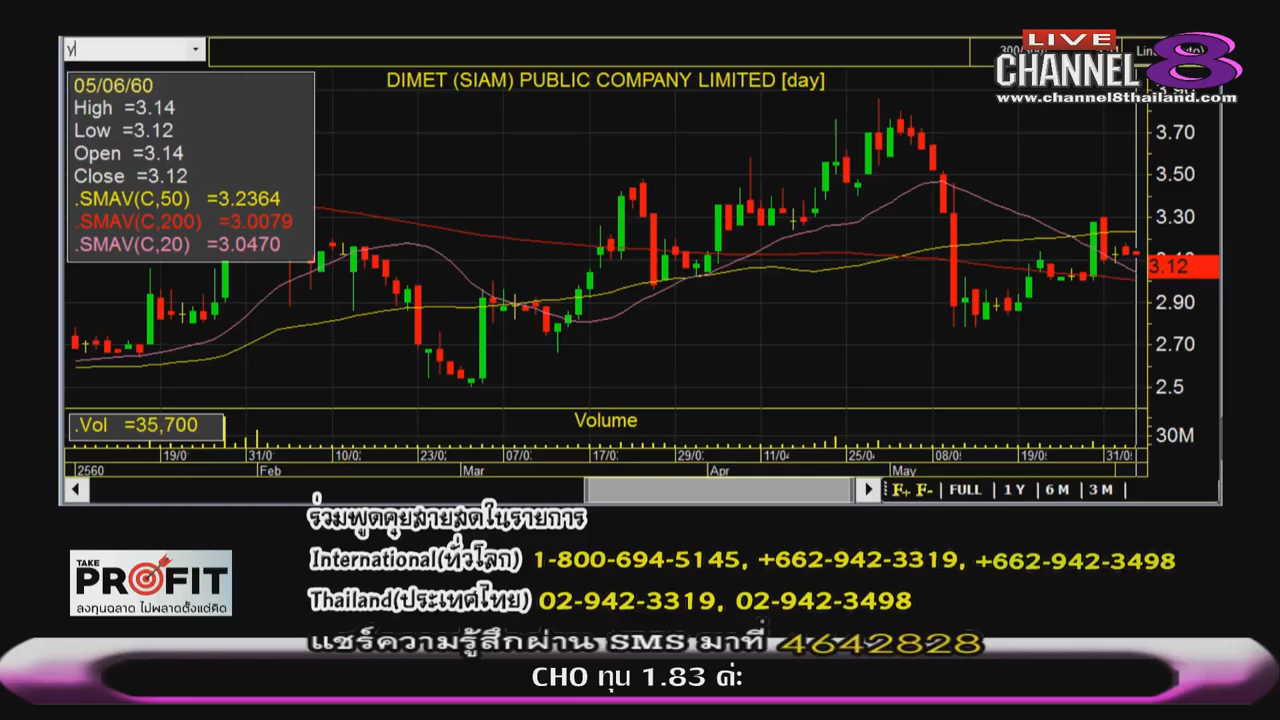 y
LIVE
CHANNEL 8
www.channel8thailand.com
DIMET (SIAM) PUBLIC COMPANY LIMITED [day]
05/06/60
High =3.14
Low =3.12
Open =3.14
Close =3.12
.SMAV(C,50) =3.2364
.SMAV(C,200) =3.0079
.SMAV(C,20) =3.0470
3.70
3.50
3.30
3.12
2.90
2.70
2.5
.Vol =35,700
Volume
30M
19/0 31/0 10/0 23/0 07/0 17/0 29/0 11/04 25/04 08/0 19/0 31/0
2560 Feb Mar Apr May
F+ F- FULL 1 Y 6 M 3 M
ร่วมพูดคุยสายสดในรายการ
International(ทั่วโลก) 1-800-694-5145, +662-942-3319, +662-942-3498
Thailand(ประเทศไทย) 02-942-3319, 02-942-3498
แชร์ความรู้สึกผ่าน SMS มาที่ 4642828
TAKE
PROFIT
ลงทุนฉลาด ไม่พลาดตั้งแต่คิด
CHO ทุน 1.83 ค่ะ